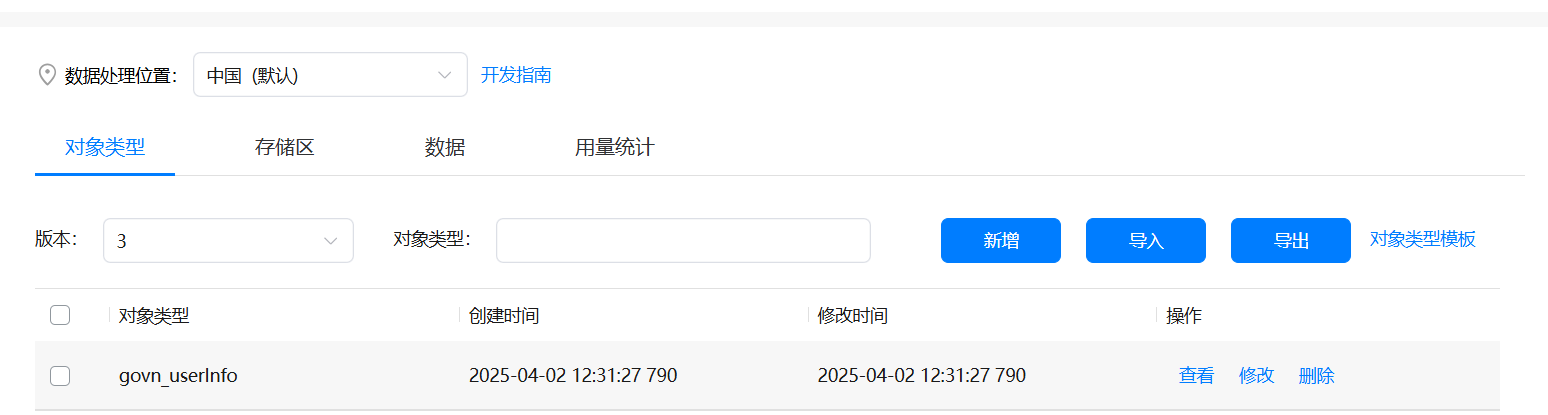 数据处理位置： 中国（默认） 开发指南
对象类型 存储区 数据 用量统计
版本： 3 对象类型： 新增 导入 导出 对象类型模板
对象类型 创建时间 修改时间 操作
govn_userInfo 2025-04-02 12:31:27 790 2025-04-02 12:31:27 790 查看 修改 删除